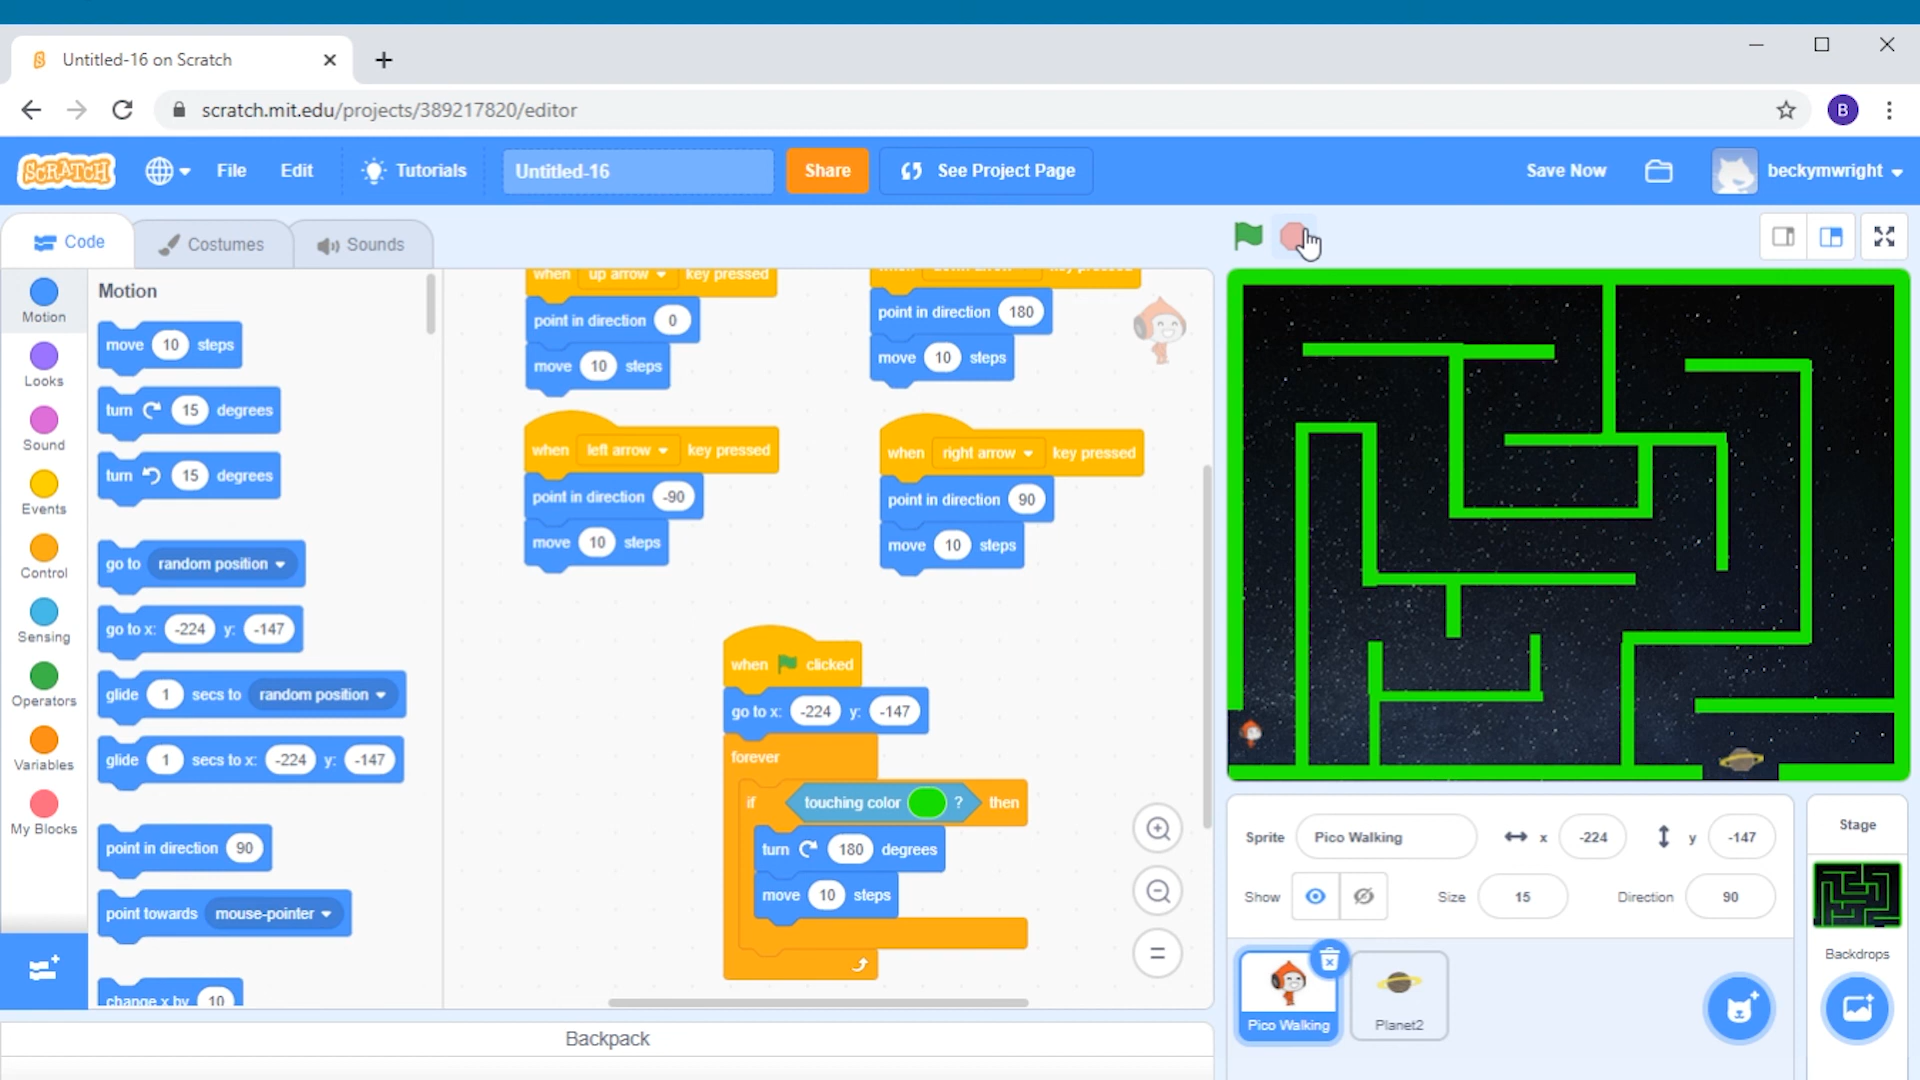 Untitled-16 on Scratch
scratch.mit.edu/projects/389217820/editor
B
SCRATCH
File
Edit
Tutorials
Untitled-16
Share
See Project Page
Save Now
beckymwright
Code
Costumes
Sounds
Motion
Looks
Sound
Events
Control
Sensing
Operators
Variables
My Blocks
Motion
move 10 steps
turn 15 degrees
turn 15 degrees
go to random position
go to x: -224 y: -147
glide 1 secs to random position
glide 1 secs to x: -224 y: -147
point in direction 90
point towards mouse-pointer
change x by 10
when up arrow key pressed
point in direction 0
move 10 steps
when down arrow key pressed
point in direction 180
move 10 steps
when left arrow key pressed
point in direction -90
move 10 steps
when right arrow key pressed
point in direction 90
move 10 steps
when clicked
go to x: -224 y: -147
forever
if touching color ? then
turn 180 degrees
move 10 steps
Backpack
Sprite Pico Walking x -224 y -147
Show Size 15 Direction 90
Pico Walking
Planet2
Stage
Backdrops